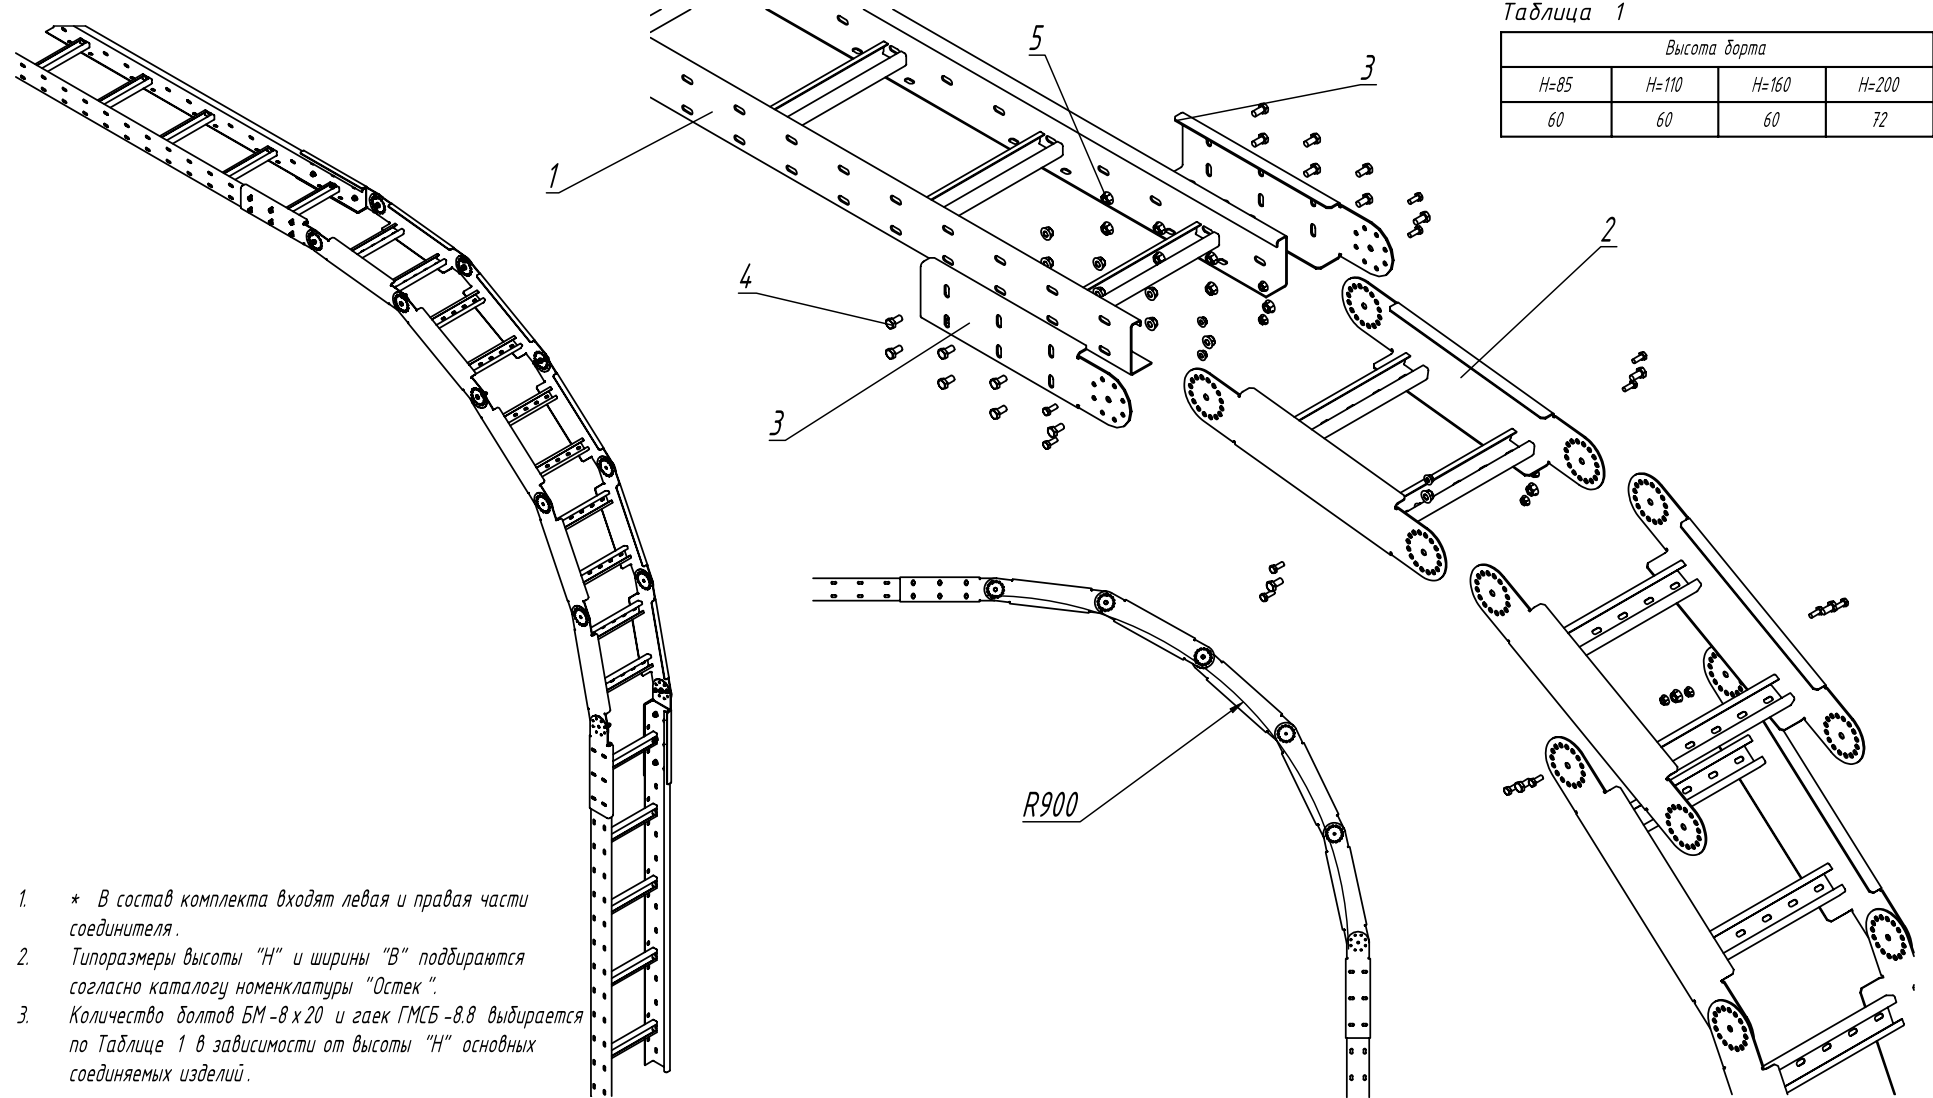 Таблица 1
Высота борта
H=85 H=110 H=160 H=200
60 60 60 72
5
3
1
2
4
3
R900
1. * В состав комплекта входят левая и правая части
соединителя.
2. Типоразмеры высоты "Н" и ширины "В" подбираются
согласно каталогу номенклатуры "Остек".
3. Количество болтов БМ-8х20 и гаек ГМСБ-8.8 выбирается
по Таблице 1 в зависимости от высоты "Н" основных
соединяемых изделий.